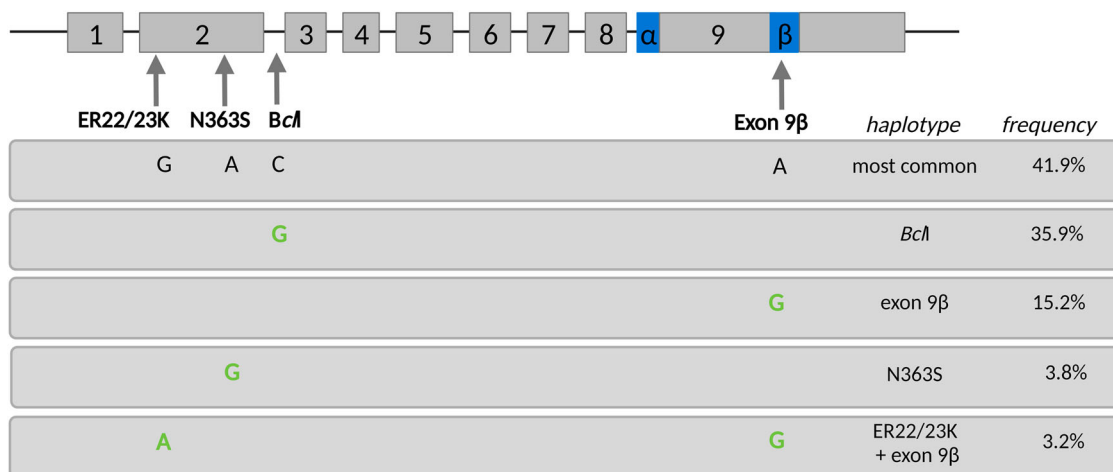 1 2 3 4 5 6 7 8 α 9 β
ER22/23K N363S BclI Exon 9β haplotype frequency
G A C A most common 41.9%
G BclI 35.9%
G exon 9β 15.2%
G N363S 3.8%
A G ER22/23K
+ exon 9β 3.2%